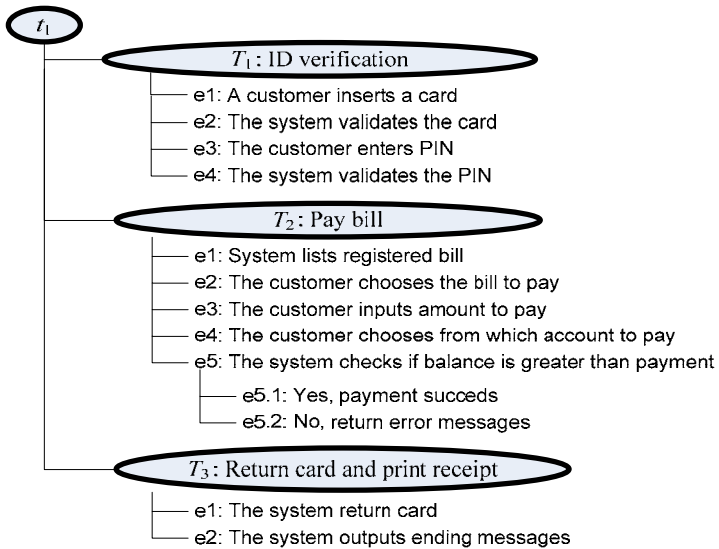 t1
T1: ID verification
e1: A customer inserts a card
e2: The system validates the card
e3: The customer enters PIN
e4: The system validates the PIN
T2: Pay bill
e1: System lists registered bill
e2: The customer chooses the bill to pay
e3: The customer inputs amount to pay
e4: The customer chooses from which account to pay
e5: The system checks if balance is greater than payment
e5.1: Yes, payment succeds
e5.2: No, return error messages
T3: Return card and print receipt
e1: The system return card
e2: The system outputs ending messages